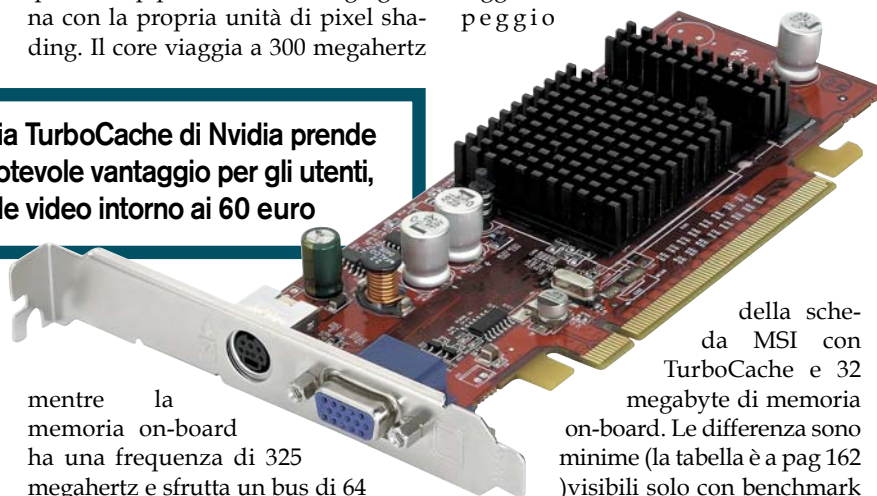 na con la propria unità di pixel sha-
ding. Il core viaggia a 300 megahertz
peggio
ia TurboCache di Nvidia prende
otevole vantaggio per gli utenti,
le video intorno ai 60 euro
mentre la
memoria on-board
ha una frequenza di 325
megahertz e sfrutta un bus di 64
della sche-
da MSI con
TurboCache e 32
megabyte di memoria
on-board. Le differenza sono
minime (la tabella è a pag 162
)visibili solo con benchmark